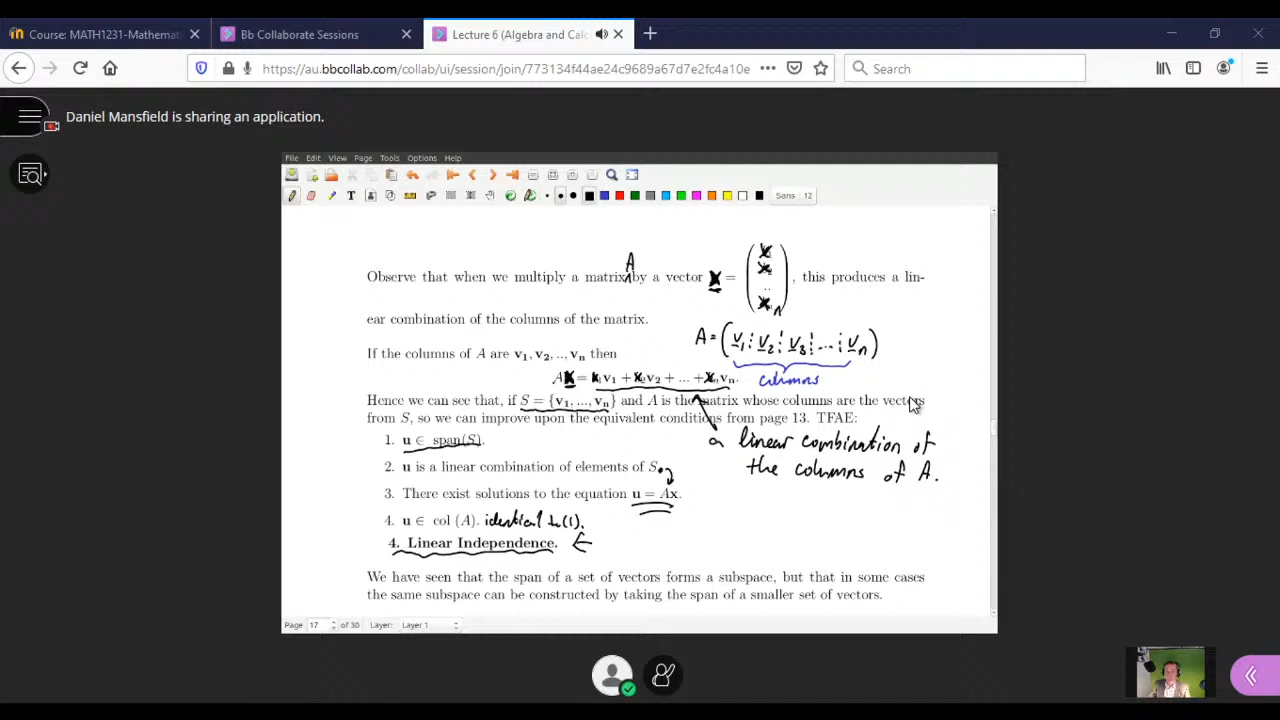 Course: MATH1231-Mathemat
Bb Collaborate Sessions
Lecture 6 (Algebra and Calc
https://au.bbcollab.com/collab/ui/session/join/773134f44ae24c9689a67d7e2fc4a10e
Search
Daniel Mansfield is sharing an application.
File Edit View Page Tools Options Help
Sans 12
A
Observe that when we multiply a matrix by a vector x = , this produces a lin-
ear combination of the columns of the matrix.
A = (v1 ⋮ v2 ⋮ v3 ⋮ ... ⋮ vn)
If the columns of A are v1, v2, .., vn then
columns
Ax = x1v1 + x2v2 + ... + xnvn.
Hence we can see that, if S = {v1, ..., vn} and A is the matrix whose columns are the vectors
from S, so we can improve upon the equivalent conditions from page 13. TFAE:
1. u ∈ span(S).
a linear combination of
the columns of A.
2. u is a linear combination of elements of S.
3. There exist solutions to the equation u = Ax.
4. u ∈ col (A). identical to (1).
4. Linear Independence.
We have seen that the span of a set of vectors forms a subspace, but that in some cases
the same subspace can be constructed by taking the span of a smaller set of vectors.
Page 17 of 30 Layer: Layer 1